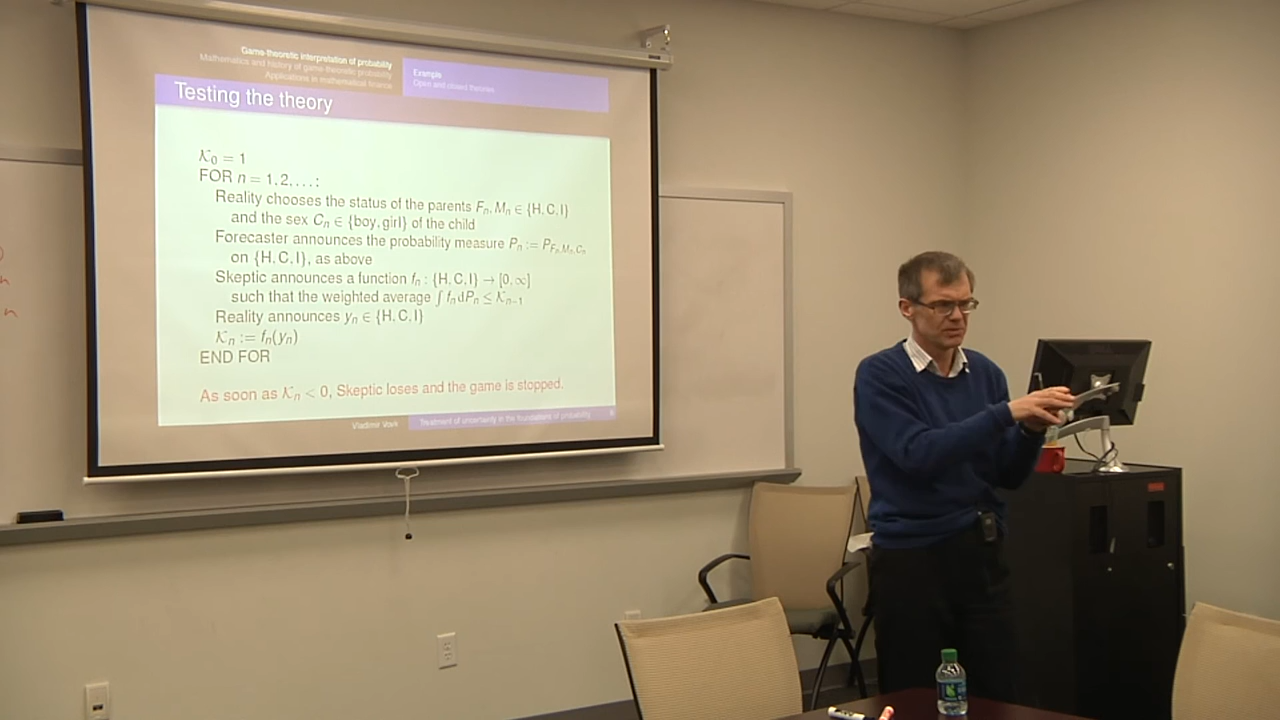 Game-theoretic interpretation of probability
Mathematics and history of game-theoretic probability
Applications in mathematical finance
Example
Open and closed theories
Testing the theory
𝒦₀ = 1
FOR n = 1, 2, . . . :
Reality chooses the status of the parents Fₙ, Mₙ ∈ {H, C, I}
and the sex Cₙ ∈ {boy, girl} of the child
Forecaster announces the probability measure Pₙ := P_{Fₙ,Mₙ,Cₙ}
on {H, C, I}, as above
Skeptic announces a function fₙ : {H, C, I} → [0, ∞]
such that the weighted average ∫ fₙdPₙ ≤ 𝒦ₙ₋₁
Reality announces yₙ ∈ {H, C, I}
𝒦ₙ := fₙ(yₙ)
END FOR
As soon as 𝒦ₙ < 0, Skeptic loses and the game is stopped.
Vladimir Vovk
Treatment of uncertainty in the foundations of probability